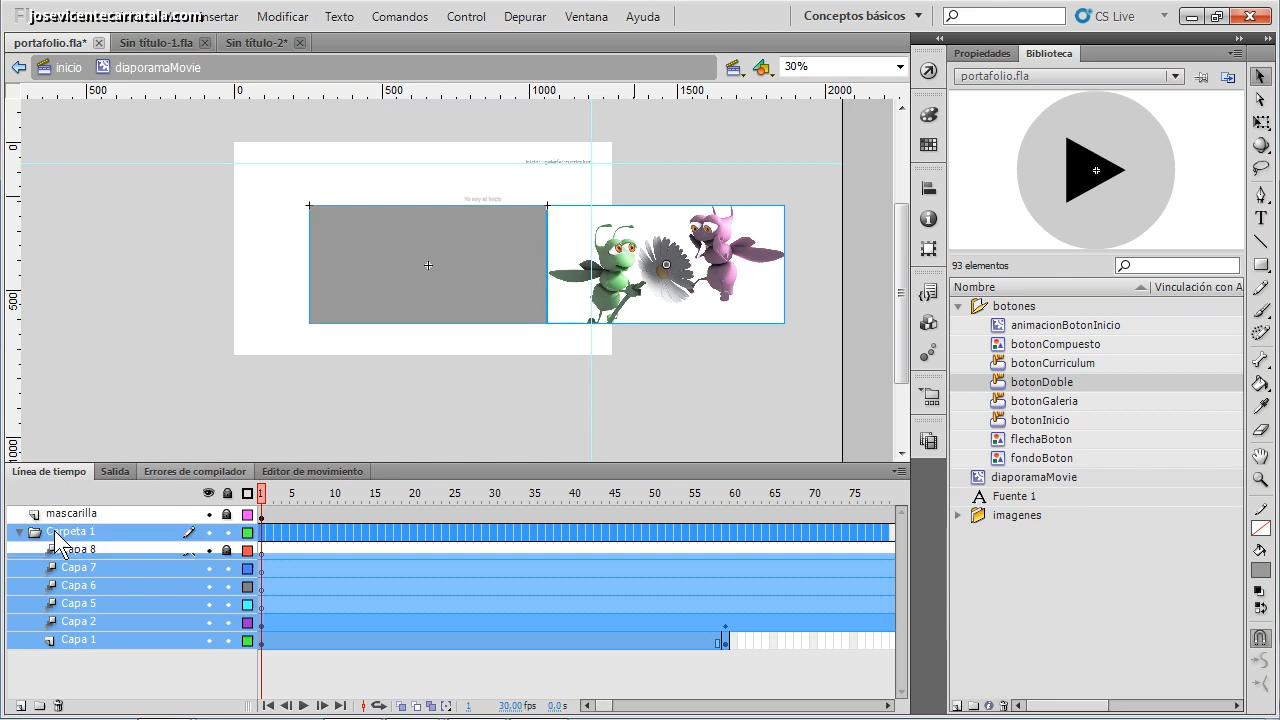 josevicentecarratala.com Insertar Modificar Texto Comandos Control Depurar Ventana Ayuda Conceptos básicos CS Live
portafolio.fla* Sin título-1.fla Sin título-2*
inicio diaporamaMovie 30%
500 0 500 1000 1500 2000
0
500
1000
Yo soy el inicio
Propiedades Biblioteca
portafolio.fla
93 elementos
Nombre Vinculación con A
botones
animacionBotonInicio
botonCompuesto
botonCurriculum
botonDoble
botonGaleria
botonInicio
flechaBoton
fondoBoton
diaporamaMovie
Fuente 1
imagenes
Línea de tiempo Salida Errores de compilador Editor de movimiento
1 5 10 15 20 25 30 35 40 45 50 55 60 65 70 75
mascarilla
Carpeta 1
Capa 8
Capa 7
Capa 6
Capa 5
Capa 2
Capa 1
1 30.00 fps 0.0 s